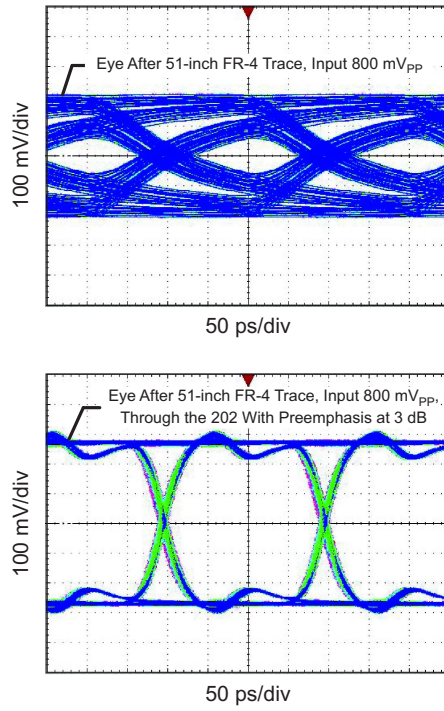 Eye After 51-inch FR-4 Trace, Input 800 mVPP
100 mV/div
50 ps/div
Eye After 51-inch FR-4 Trace, Input 800 mVPP,
Through the 202 With Preemphasis at 3 dB
100 mV/div
50 ps/div